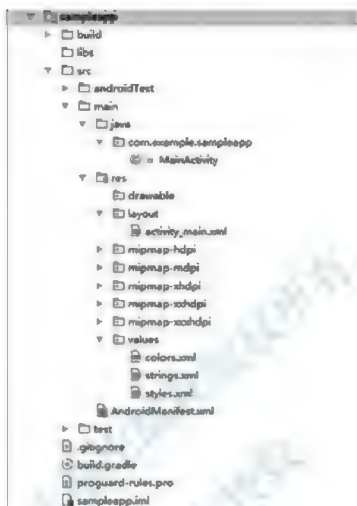 sampleapp
build
libs
src
androidTest
main
java
com.example.sampleapp
MainActivity
res
drawable
layout
activity_main.xml
mipmap-hdpi
mipmap-mdpi
mipmap-xhdpi
mipmap-xxhdpi
mipmap-xxxhdpi
values
colors.xml
strings.xml
styles.xml
AndroidManifest.xml
test
.gitignore
build.gradle
proguard-rules.pro
sampleapp.iml